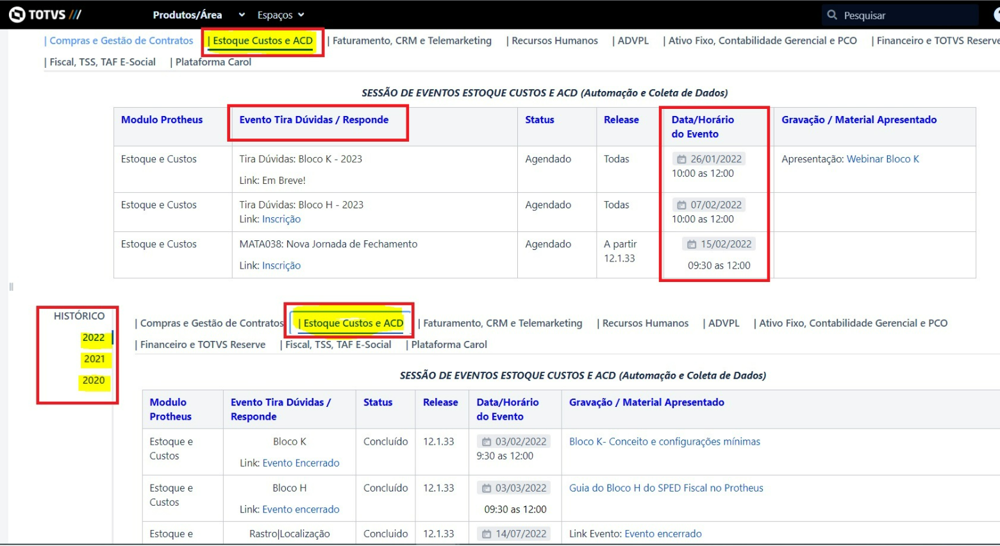 TOTVS
Produtos/Área Espaços Pesquisar
| Compras e Gestão de Contratos | Estoque Custos e ACD | Faturamento, CRM e Telemarketing | Recursos Humanos | ADVPL | Ativo Fixo, Contabilidade Gerencial e PCO | Financeiro e TOTVS Reserve
| Fiscal, TSS, TAF E-Social | Plataforma Carol
SESSÃO DE EVENTOS ESTOQUE CUSTOS E ACD (Automação e Coleta de Dados)
Modulo Protheus Evento Tira Dúvidas / Responde Status Release Data/Horário Gravação / Material Apresentado
do Evento
Estoque e Custos Tira Dúvidas: Bloco K - 2023 Agendado Todas 26/01/2022 Apresentação: Webinar Bloco K
10:00 as 12:00
Link: Em Breve!
Estoque e Custos Tira Dúvidas: Bloco H - 2023 Agendado Todas 07/02/2022
Link: Inscrição 10:00 as 12:00
Estoque e Custos MATA038: Nova Jornada de Fechamento Agendado A partir 15/02/2022
12.1.33
Link: Inscrição 09:30 as 12:00
HISTÓRICO
2022
2021
2020
| Compras e Gestão de Contratos | Estoque Custos e ACD | Faturamento, CRM e Telemarketing | Recursos Humanos | ADVPL | Ativo Fixo, Contabilidade Gerencial e PCO
| Financeiro e TOTVS Reserve | Fiscal, TSS, TAF E-Social | Plataforma Carol
SESSÃO DE EVENTOS ESTOQUE CUSTOS E ACD (Automação e Coleta de Dados)
Modulo Evento Tira Dúvidas / Status Release Data/Horário Gravação / Material Apresentado
Protheus Responde do Evento
Estoque e Bloco K Concluído 12.1.33 03/02/2022 Bloco K- Conceito e configurações mínimas
Custos 9:30 as 12:00
Link: Evento Encerrado
Estoque e Bloco H Concluído 12.1.33 03/03/2022 Guia do Bloco H do SPED Fiscal no Protheus
Custos
Link: Evento encerrado 09:30 as 12:00
Estoque e Rastro|Localização Concluido 12.1.33 14/07/2022 Link Evento: Evento encerrado